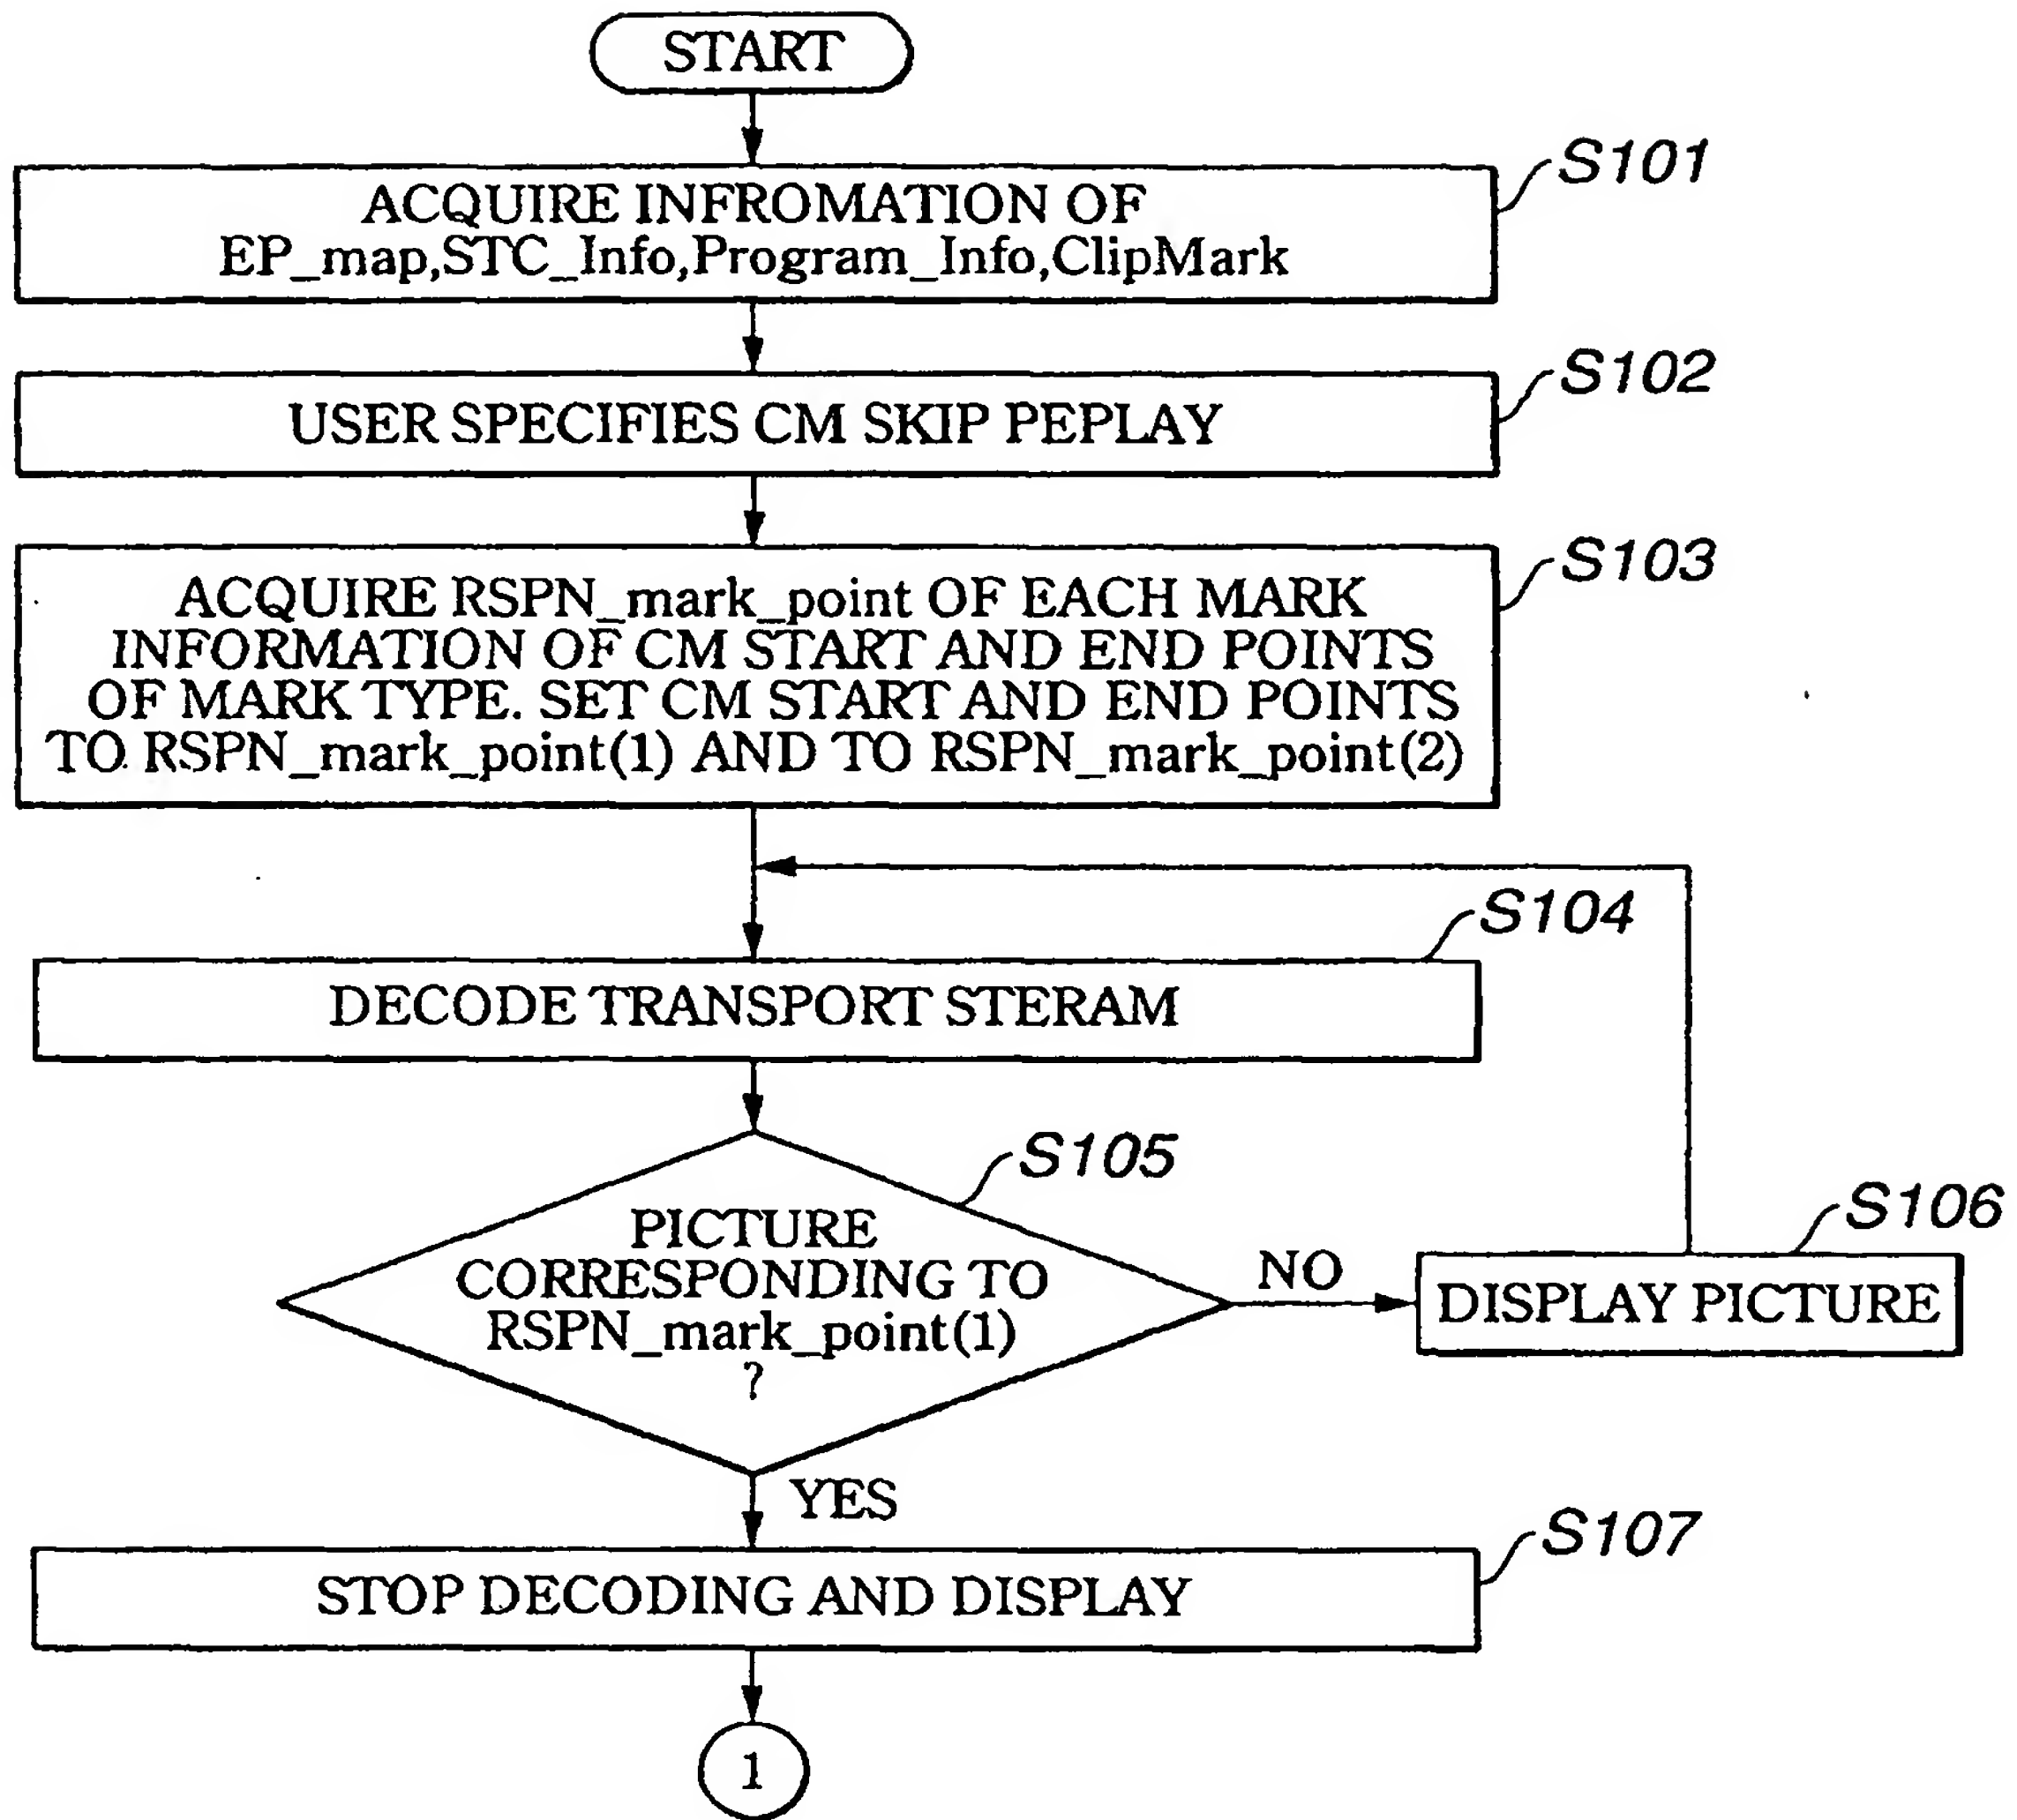 START
S101
ACQUIRE INFROMATION OF
EP_map,STC_Info,Program_Info,ClipMark
S102
USER SPECIFIES CM SKIP PEPLAY
S103
ACQUIRE RSPN_mark_point OF EACH MARK
INFORMATION OF CM START AND END POINTS
OF MARK TYPE. SET CM START AND END POINTS
TO RSPN_mark_point(1) AND TO RSPN_mark_point(2)
S104
DECODE TRANSPORT STERAM
S105
PICTURE
CORRESPONDING TO
RSPN_mark_point(1)
?
NO
S106
DISPLAY PICTURE
YES
S107
STOP DECODING AND DISPLAY
1